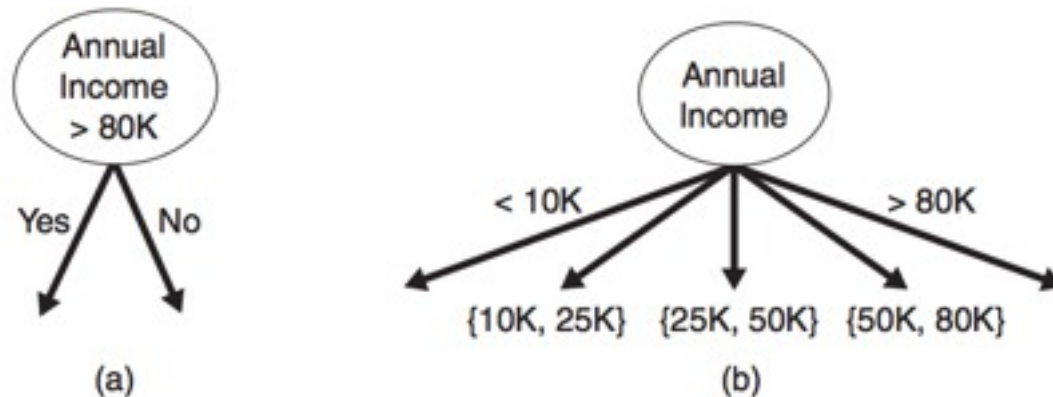 Annual
Income
> 80K
Yes
No
(a)
Annual
Income
< 10K
> 80K
{10K, 25K}
{25K, 50K}
{50K, 80K}
(b)